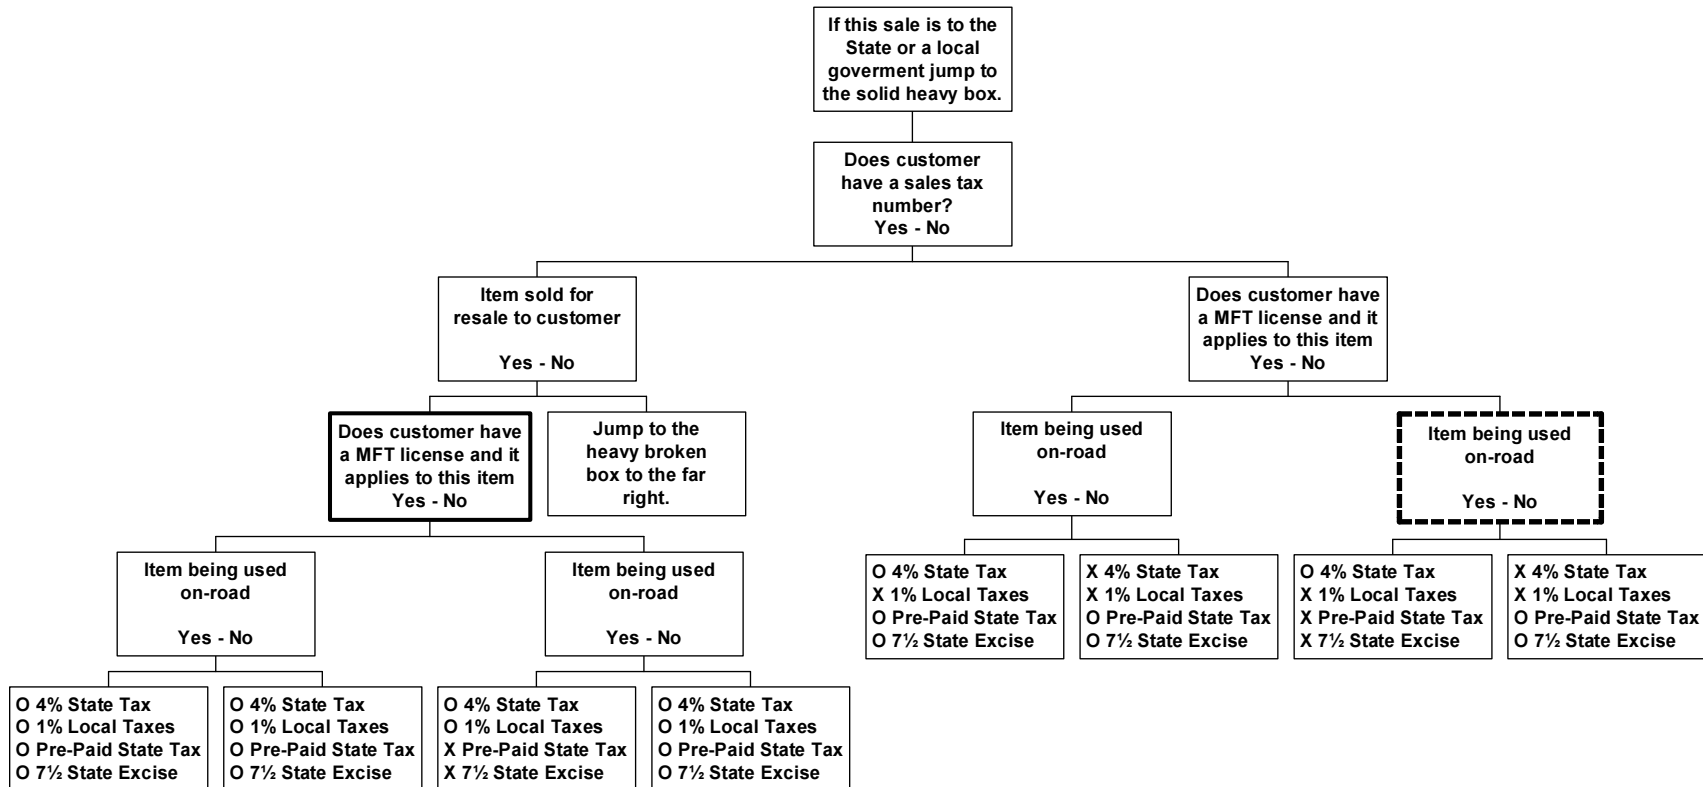 If this sale is to the
State or a local
goverment jump to
the solid heavy box.
Does customer
have a sales tax
number?
Yes - No
Item sold for
resale to customer
Yes - No
Does customer have
a MFT license and it
applies to this item
Yes - No
Does customer have
a MFT license and it
applies to this item
Yes - No
Jump to the
heavy broken
box to the far
right.
Item being used
on-road
Yes - No
Item being used
on-road
Yes - No
Item being used
on-road
Yes - No
Item being used
on-road
Yes - No
O 4% State Tax
X 1% Local Taxes
O Pre-Paid State Tax
O 7½ State Excise
X 4% State Tax
X 1% Local Taxes
O Pre-Paid State Tax
O 7½ State Excise
O 4% State Tax
X 1% Local Taxes
X Pre-Paid State Tax
X 7½ State Excise
X 4% State Tax
X 1% Local Taxes
O Pre-Paid State Tax
O 7½ State Excise
O 4% State Tax
O 1% Local Taxes
O Pre-Paid State Tax
O 7½ State Excise
O 4% State Tax
O 1% Local Taxes
O Pre-Paid State Tax
O 7½ State Excise
O 4% State Tax
O 1% Local Taxes
X Pre-Paid State Tax
X 7½ State Excise
O 4% State Tax
O 1% Local Taxes
O Pre-Paid State Tax
O 7½ State Excise